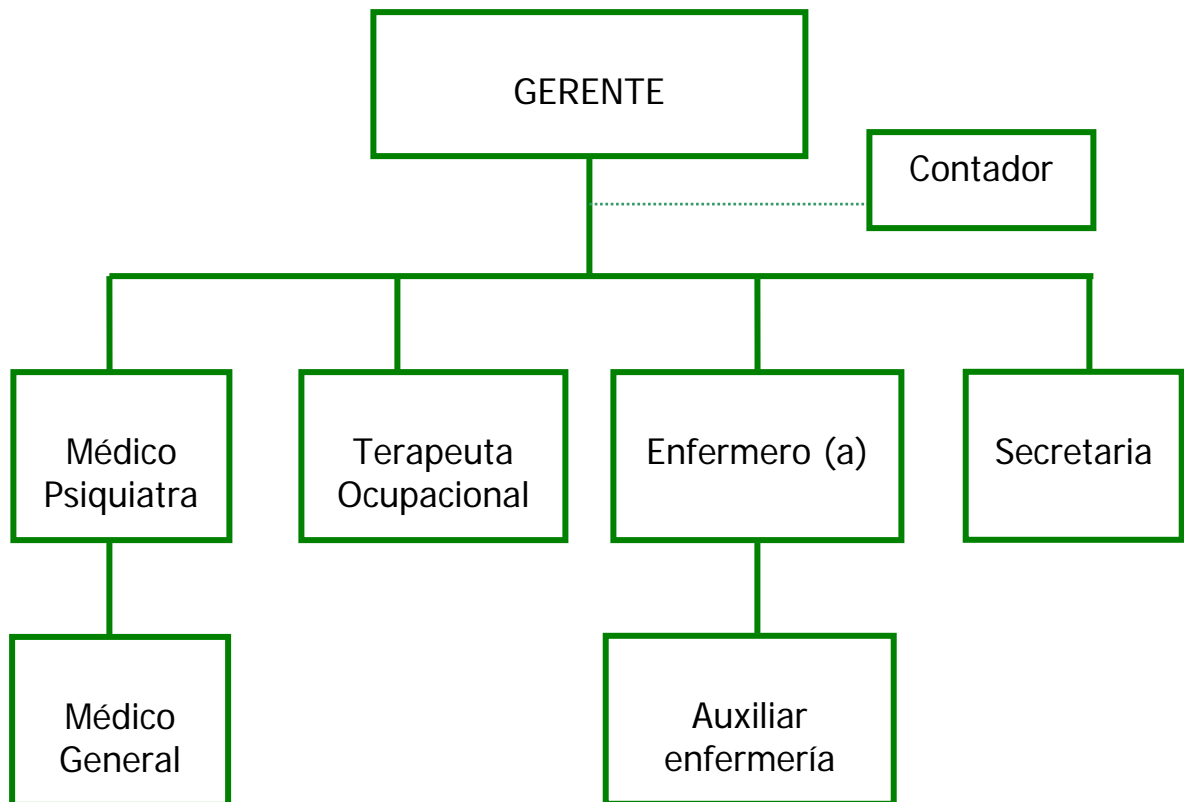 GERENTE
Contador
Médico
Psiquiatra
Terapeuta
Ocupacional
Enfermero (a)
Secretaria
Médico
General
Auxiliar
enfermería